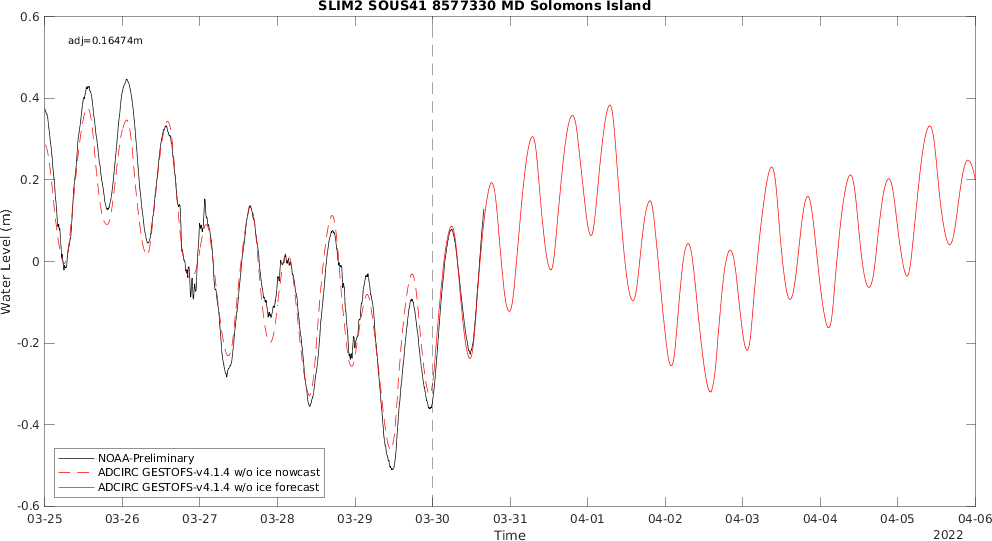 SLIM2 SOUS41 8577330 MD Solomons Island
adj=0.16474m
0.6
0.4
0.2
0
-0.2
-0.4
-0.6
Water Level (m)
NOAA-Preliminary
ADCIRC GESTOFS-v4.1.4 w/o ice nowcast
ADCIRC GESTOFS-v4.1.4 w/o ice forecast
03-25 03-26 03-27 03-28 03-29 03-30 03-31 04-01 04-02 04-03 04-04 04-05 04-06
Time
2022